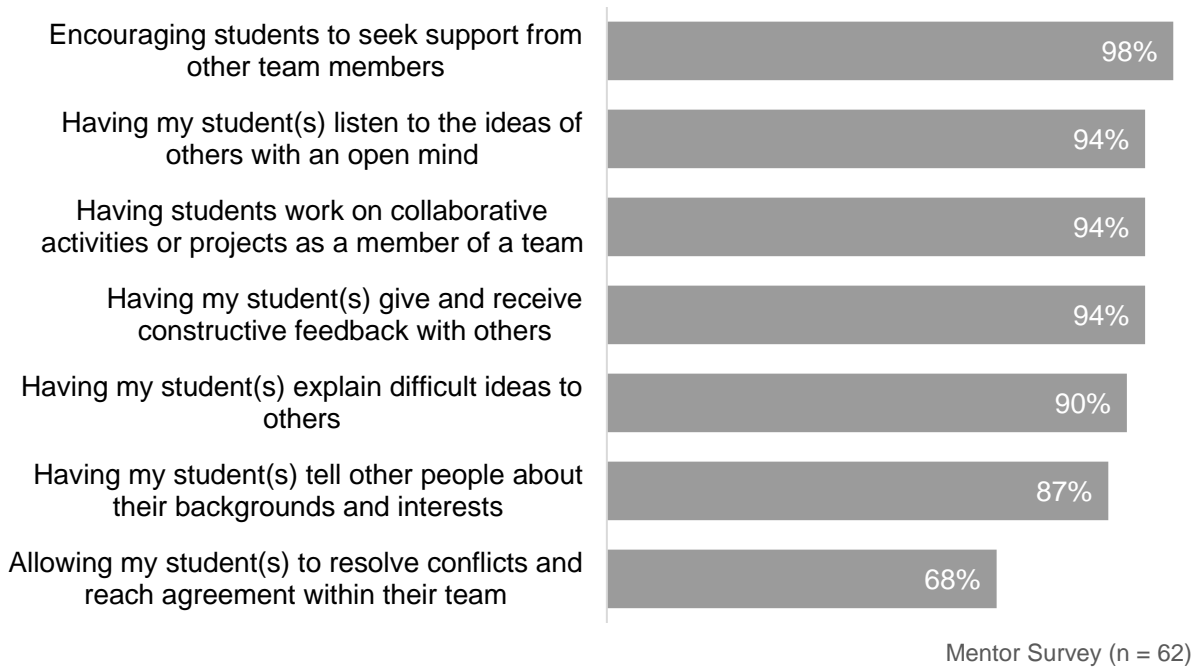 Encouraging students to seek support from
other team members
98%
Having my student(s) listen to the ideas of
others with an open mind
94%
Having students work on collaborative
activities or projects as a member of a team
94%
Having my student(s) give and receive
constructive feedback with others
94%
Having my student(s) explain difficult ideas to
others
90%
Having my student(s) tell other people about
their backgrounds and interests
87%
Allowing my student(s) to resolve conflicts and
reach agreement within their team
68%
Mentor Survey (n = 62)